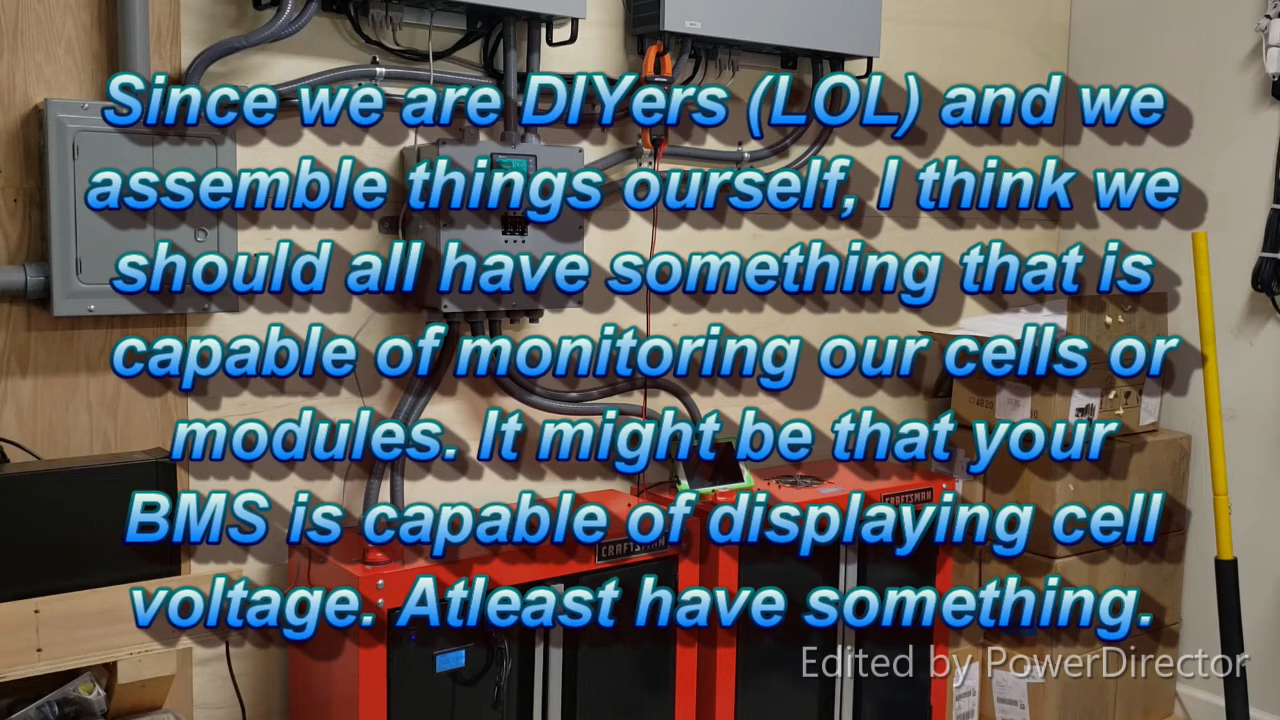 Since we are DIYers (LOL) and we
assemble things ourself, I think we
should all have something that is
capable of monitoring our cells or
modules. It might be that your
BMS is capable of displaying cell
voltage. Atleast have something.
CRAFTSMAN
CRAFTSMAN
Edited by PowerDirector